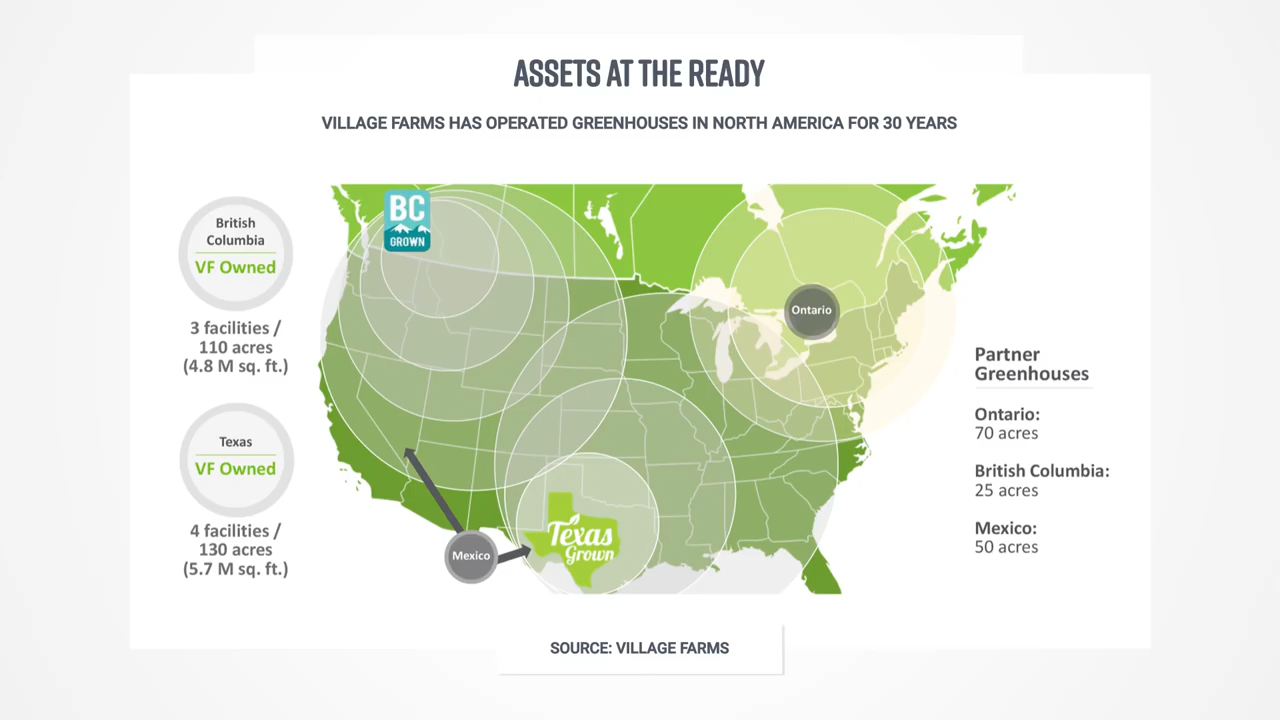 ASSETS AT THE READY
VILLAGE FARMS HAS OPERATED GREENHOUSES IN NORTH AMERICA FOR 30 YEARS
British
Columbia
VF Owned
3 facilities /
110 acres
(4.8 M sq. ft.)
Texas
VF Owned
4 facilities /
130 acres
(5.7 M sq. ft.)
BC
GROWN
Ontario
Mexico
Texas
Grown
Partner
Greenhouses
Ontario:
70 acres
British Columbia:
25 acres
Mexico:
50 acres
SOURCE: VILLAGE FARMS